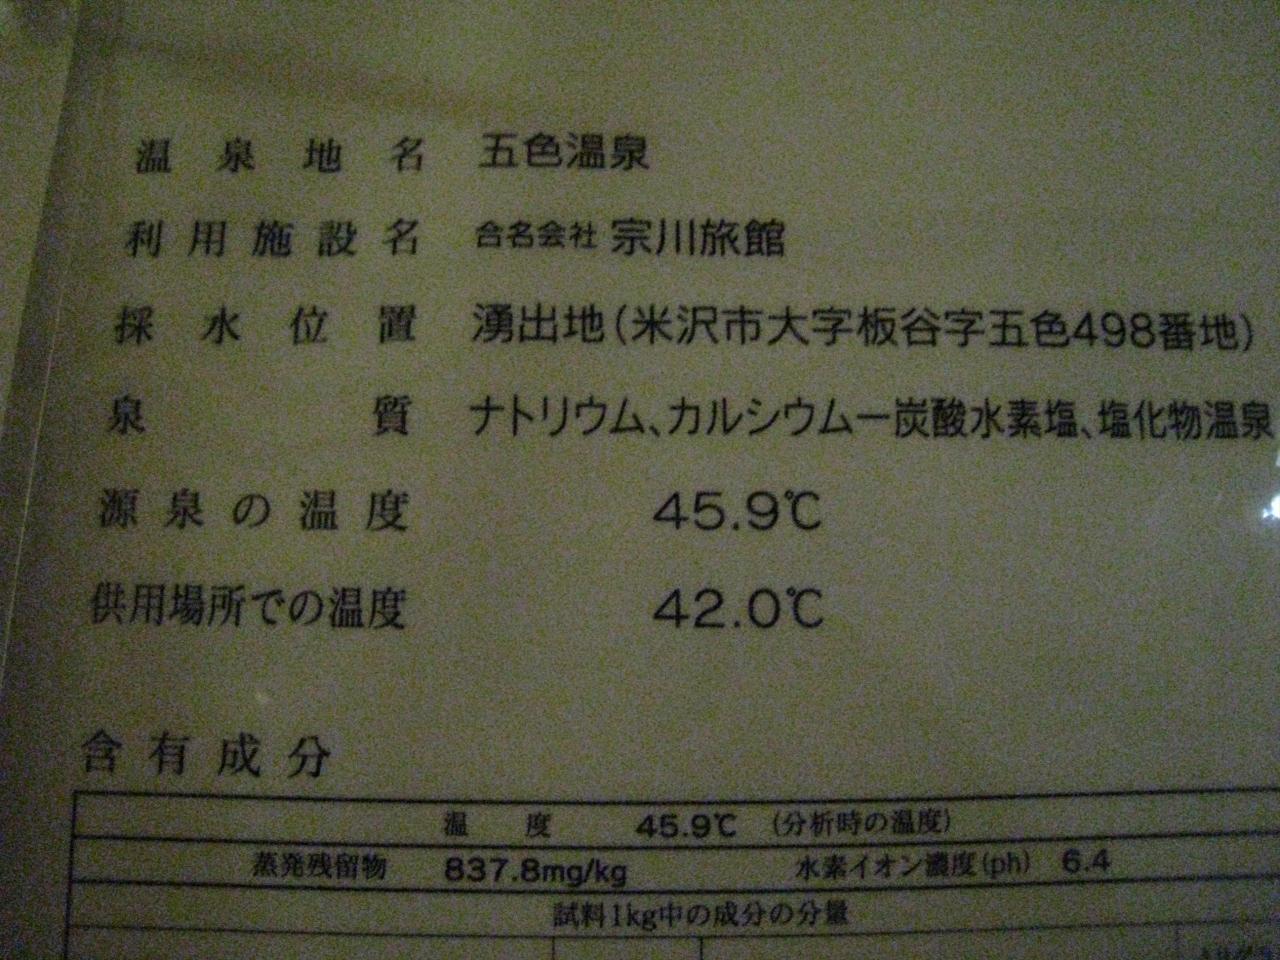 温泉地名 五色温泉
利用施設名 合名会社 宗川旅館
採水位置 湧出地(米沢市大字板谷字五色498番地)
泉質 ナトリウム、カルシウムー炭酸水素塩、塩化物温泉
源泉の温度 45.9℃
供用場所での温度 42.0℃
含有成分
温度 45.9℃ (分析時の温度)
蒸発残留物 837.8mg/kg 水素イオン濃度(ph) 6.4
試料1kg中の成分の分量